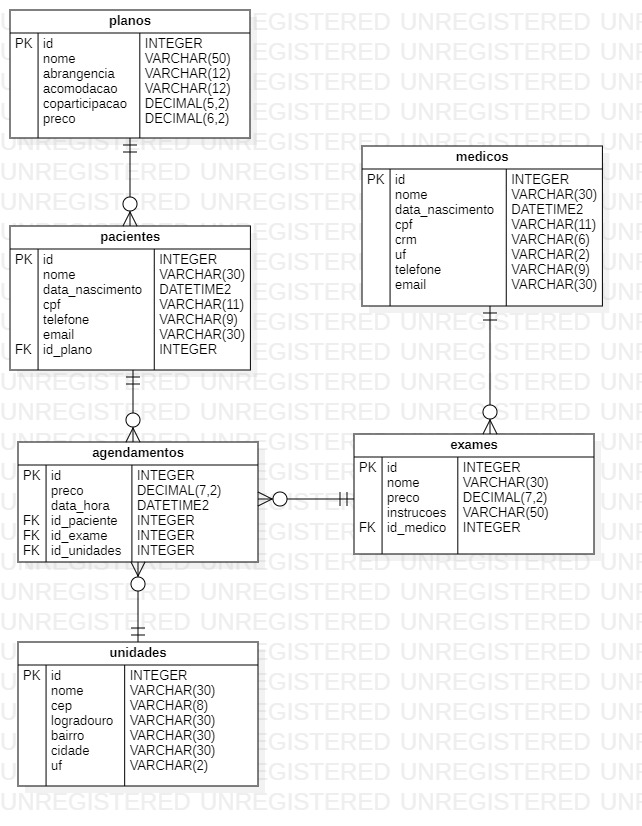 planos
PK id INTEGER
nome VARCHAR(50)
abrangencia VARCHAR(12)
acomodacao VARCHAR(12)
coparticipacao DECIMAL(5,2)
preco DECIMAL(6,2)
medicos
PK id INTEGER
nome VARCHAR(30)
data_nascimento DATETIME2
cpf VARCHAR(11)
crm VARCHAR(6)
uf VARCHAR(2)
telefone VARCHAR(9)
email VARCHAR(30)
pacientes
PK id INTEGER
nome VARCHAR(30)
data_nascimento DATETIME2
cpf VARCHAR(11)
telefone VARCHAR(9)
email VARCHAR(30)
FK id_plano INTEGER
agendamentos
PK id INTEGER
preco DECIMAL(7,2)
data_hora DATETIME2
FK id_paciente INTEGER
FK id_exame INTEGER
FK id_unidades INTEGER
exames
PK id INTEGER
nome VARCHAR(30)
preco DECIMAL(7,2)
instrucoes VARCHAR(50)
FK id_medico INTEGER
unidades
PK id INTEGER
nome VARCHAR(30)
cep VARCHAR(8)
logradouro VARCHAR(30)
bairro VARCHAR(30)
cidade VARCHAR(30)
uf VARCHAR(2)
UNREGISTERED